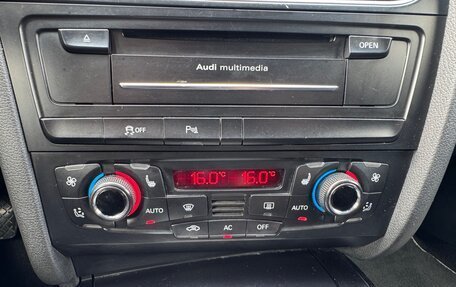 OPEN
Audi multimedia
OFF P
16.0°C 16.0°C
AUTO AUTO
AC OFF